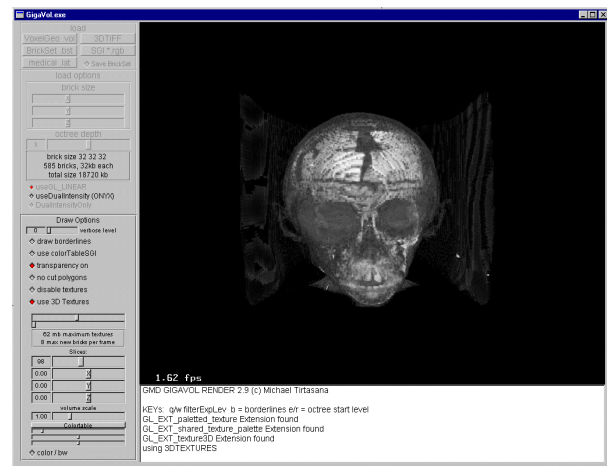 GigaVol.exe
load
VoxelGeo .vol
3DTIFF
BrickSet .bst
SGI *.rgb
medical .lat
Save BrickSet
load options
brick size
octree depth
brick size 32 32 32
585 bricks, 32kb each
total size 18720 kb
useGL_LINEAR
useDualIntensity (ONYX)
DualIntensityOnly
Draw Options
0
verbose level
draw borderlines
use colorTableSGI
transparency on
no cut polygons
disable textures
use 3D Textures
62 mb maximum textures
8 max new bricks per frame
Slices:
98
0.00 X
0.00 Y
0.00 Z
volume scale
1.00
Colortable
color / bw
1.62 fps
GMD GIGAVOL RENDER 2.9 (c) Michael Tirtasana
KEYs: q/w filterExpLev b = borderlines e/r = octree start level
GL_EXT_paletted_texture Extension found
GL_EXT_shared_texture_palette Extension found
GL_EXT_texture3D Extension found
using 3DTEXTURES